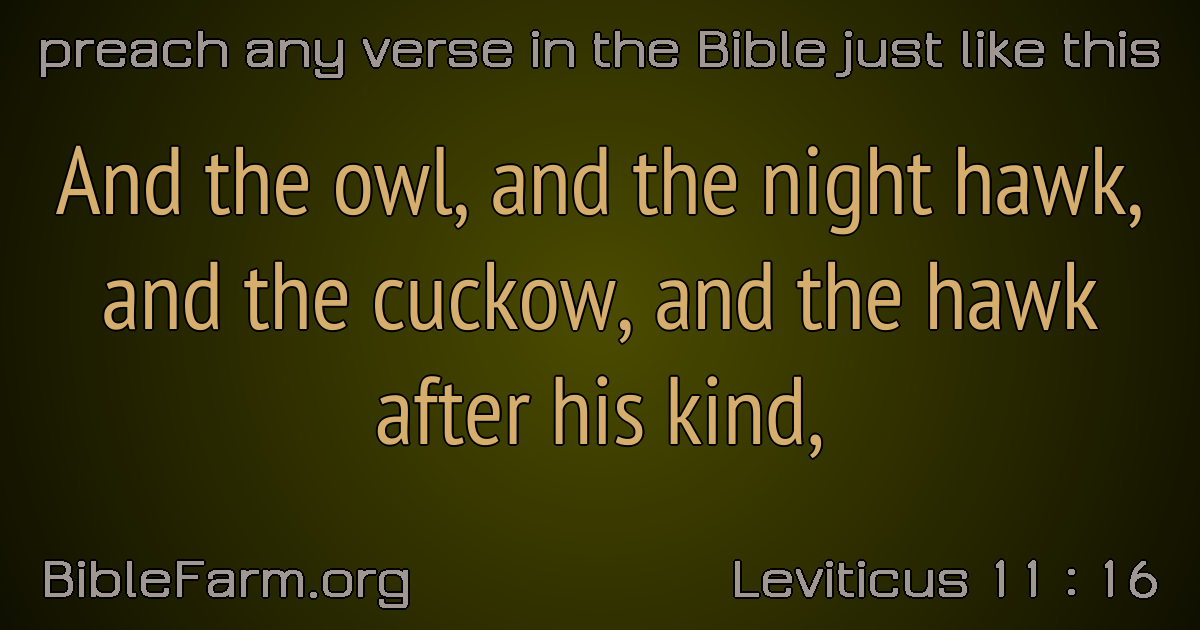 preach any verse in the Bible just like this
And the owl, and the night hawk,
and the cuckow, and the hawk
after his kind,
BibleFarm.org
Leviticus 11 : 16